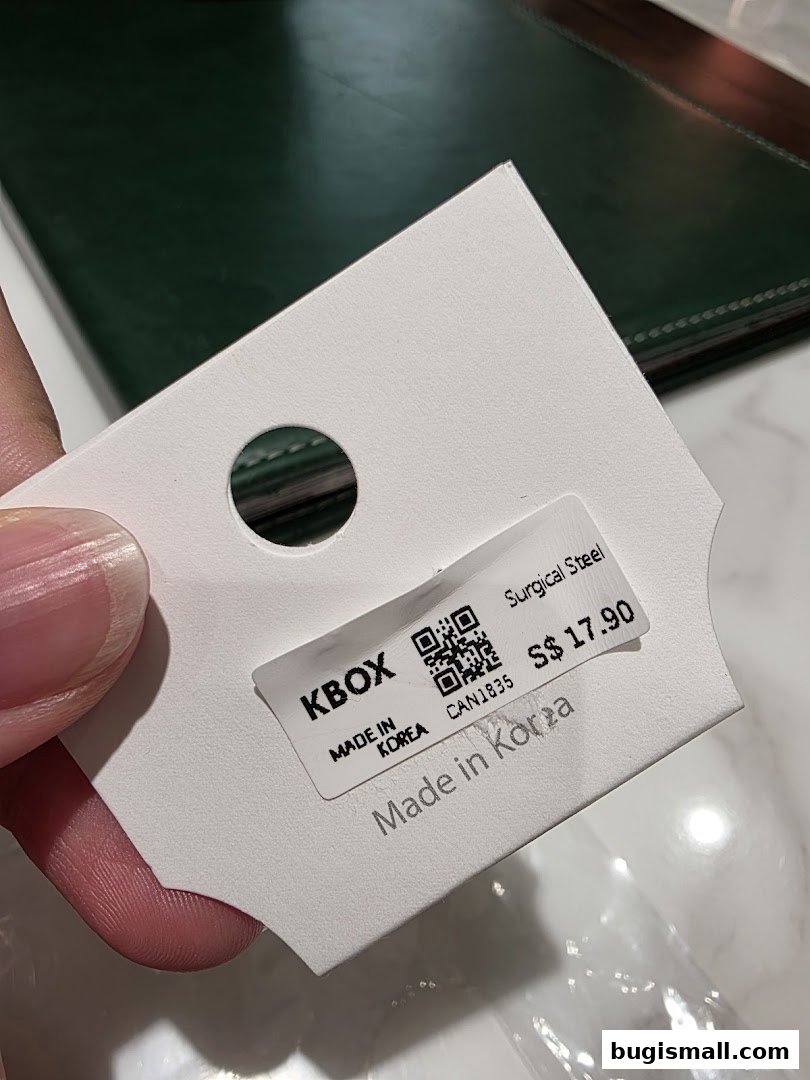 KBOX
MADE IN
KOREA
CAN1835
Surgical Steel
S$ 17.90
Made in Korea
bugismall.com